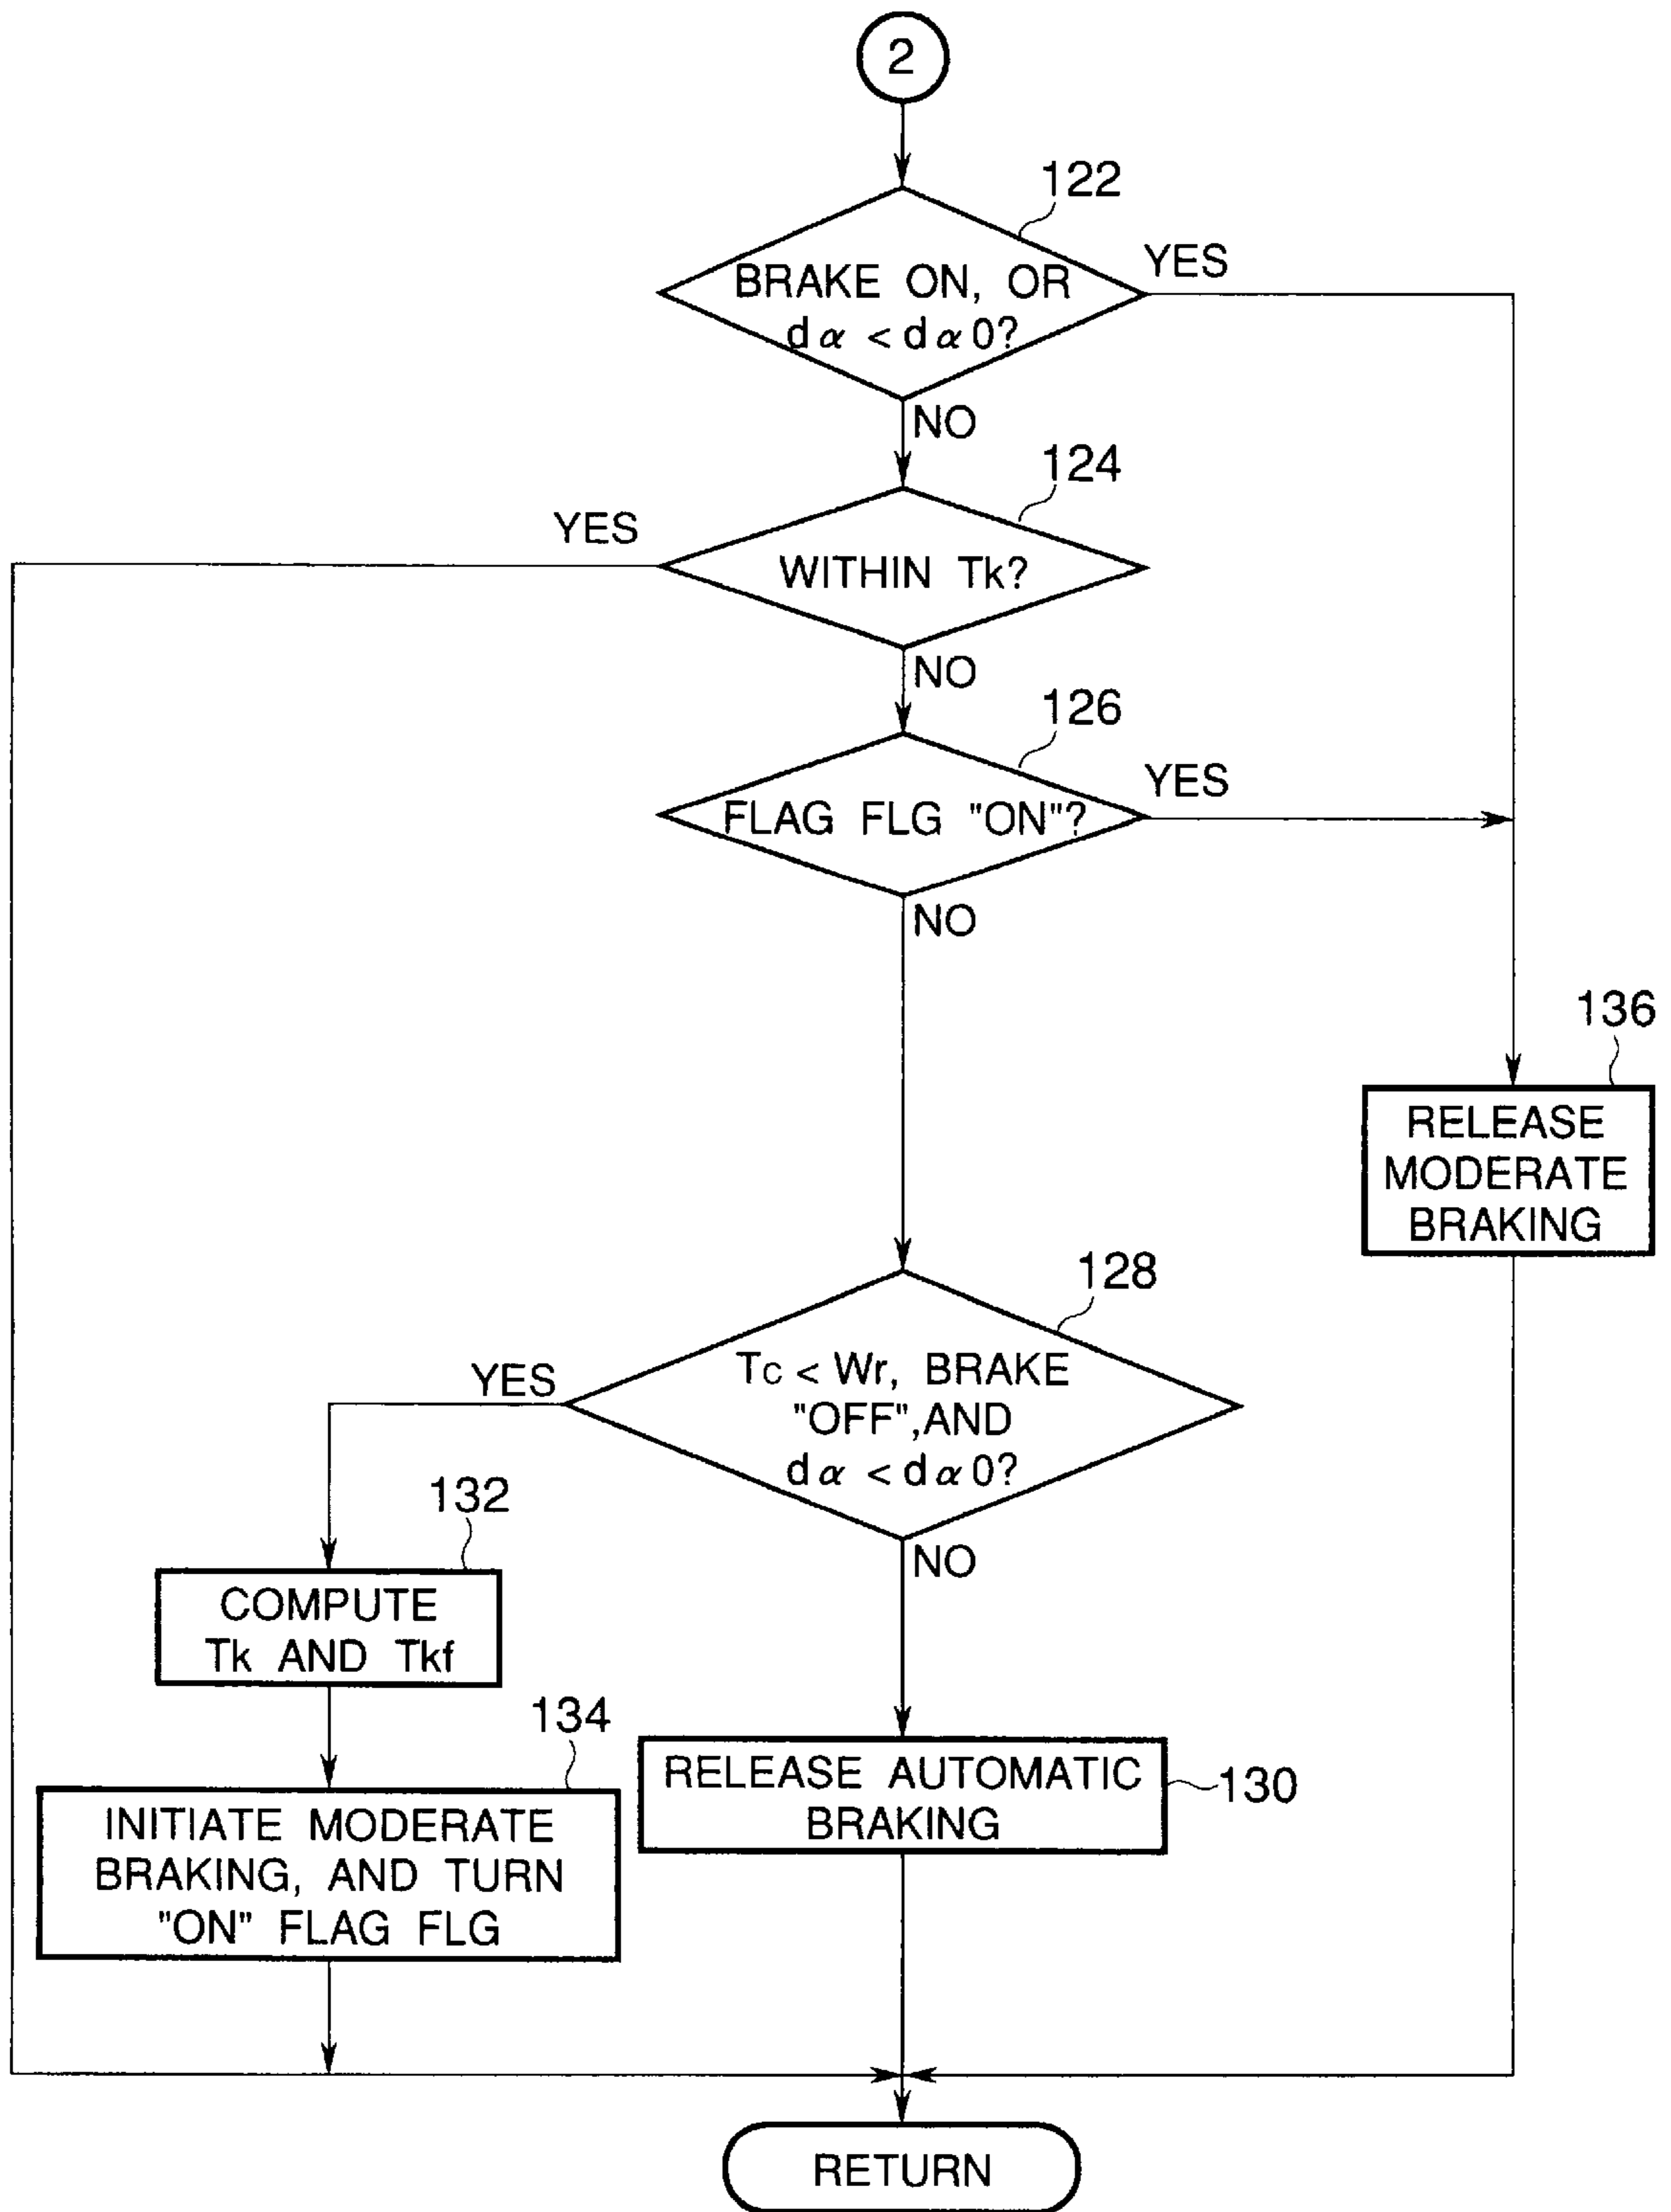 2
122
BRAKE ON, OR
dα < dα0?
YES
NO
124
YES
WITHIN Tk?
NO
126
FLAG FLG "ON"?
YES
NO
136
RELEASE
MODERATE
BRAKING
128
YES
Tc < Wr, BRAKE
"OFF",AND
dα < dα0?
NO
132
COMPUTE
Tk AND Tkf
134
INITIATE MODERATE
BRAKING, AND TURN
"ON" FLAG FLG
RELEASE AUTOMATIC
BRAKING
130
RETURN